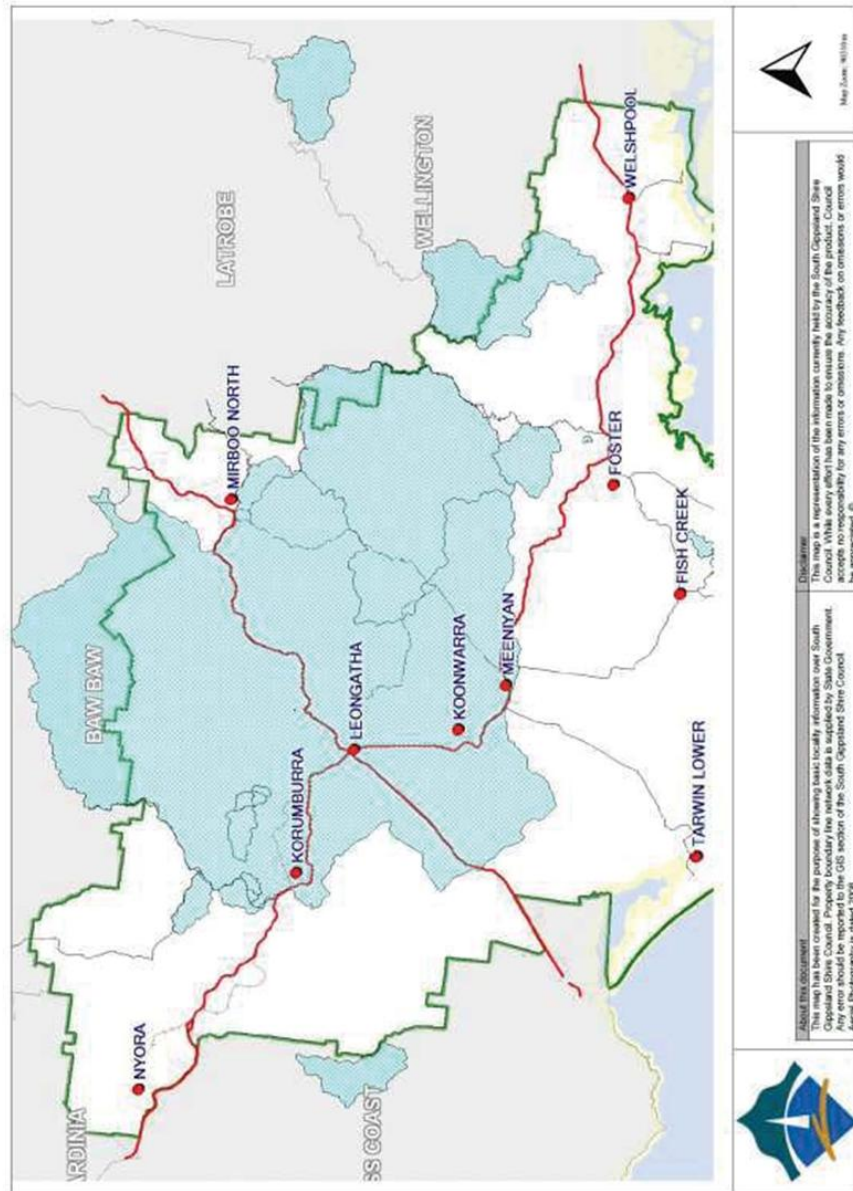 LATROBE
WELLINGTON
BAW BAW
MIRBOO NORTH
WELSHPOOL
FOSTER
FISH CREEK
MEENIYAN
KOONWARRA
LEONGATHA
KORUMBURRA
TARWIN LOWER
NYORA
RDINIA
SS COAST
About this document
This map has been created for the purpose of showing basic locality information over South
Gippsland Shire Council. Property boundary line network data is supplied by State Government.
Any error should be reported to the GIS section of the South Gippsland Shire Council.
Disclaimer
This map is a representation of the information currently held by the South Gippsland Shire
Council. While every effort has been made to ensure the accuracy of the product, Council
accepts no responsibility for any errors or omissions. Any feedback on omissions or errors would
Map Zoom: